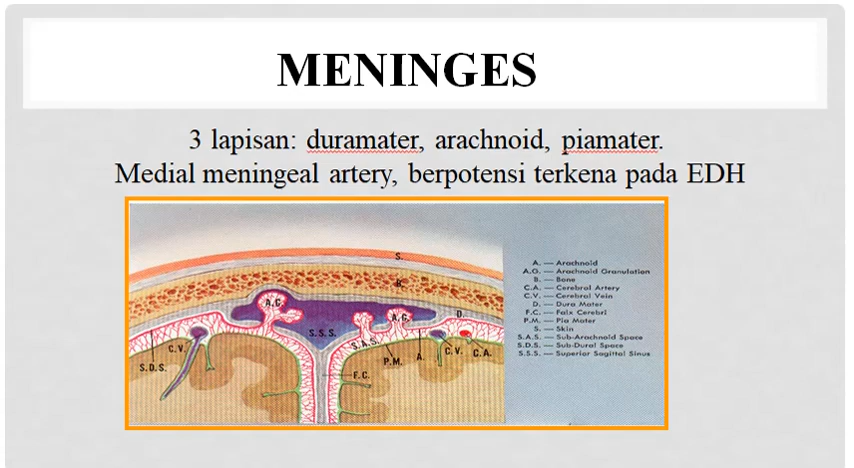 MENINGES
3 lapisan: duramater, arachnoid, piamater.
Medial meningeal artery, berpotensi terkena pada EDH
S.
B.
A.G.
A.G.
D.
S.S.S.
S.A.S.
C.V.
P.M.
A.
C.V.
C.A.
S.D.S.
F.C.
A. — Arachnoid
A.G. — Arachnoid Granulation
B. — Bone
C.A. — Cerebral Artery
C.V. — Cerebral Vein
D. — Dura Mater
F.C. — Falx Cerebri
P.M. — Pia Mater
S. — Skin
S.A.S. — Sub-Arachnoid Space
S.D.S. — Sub-Dural Space
S.S.S. — Superior Sagittal Sinus